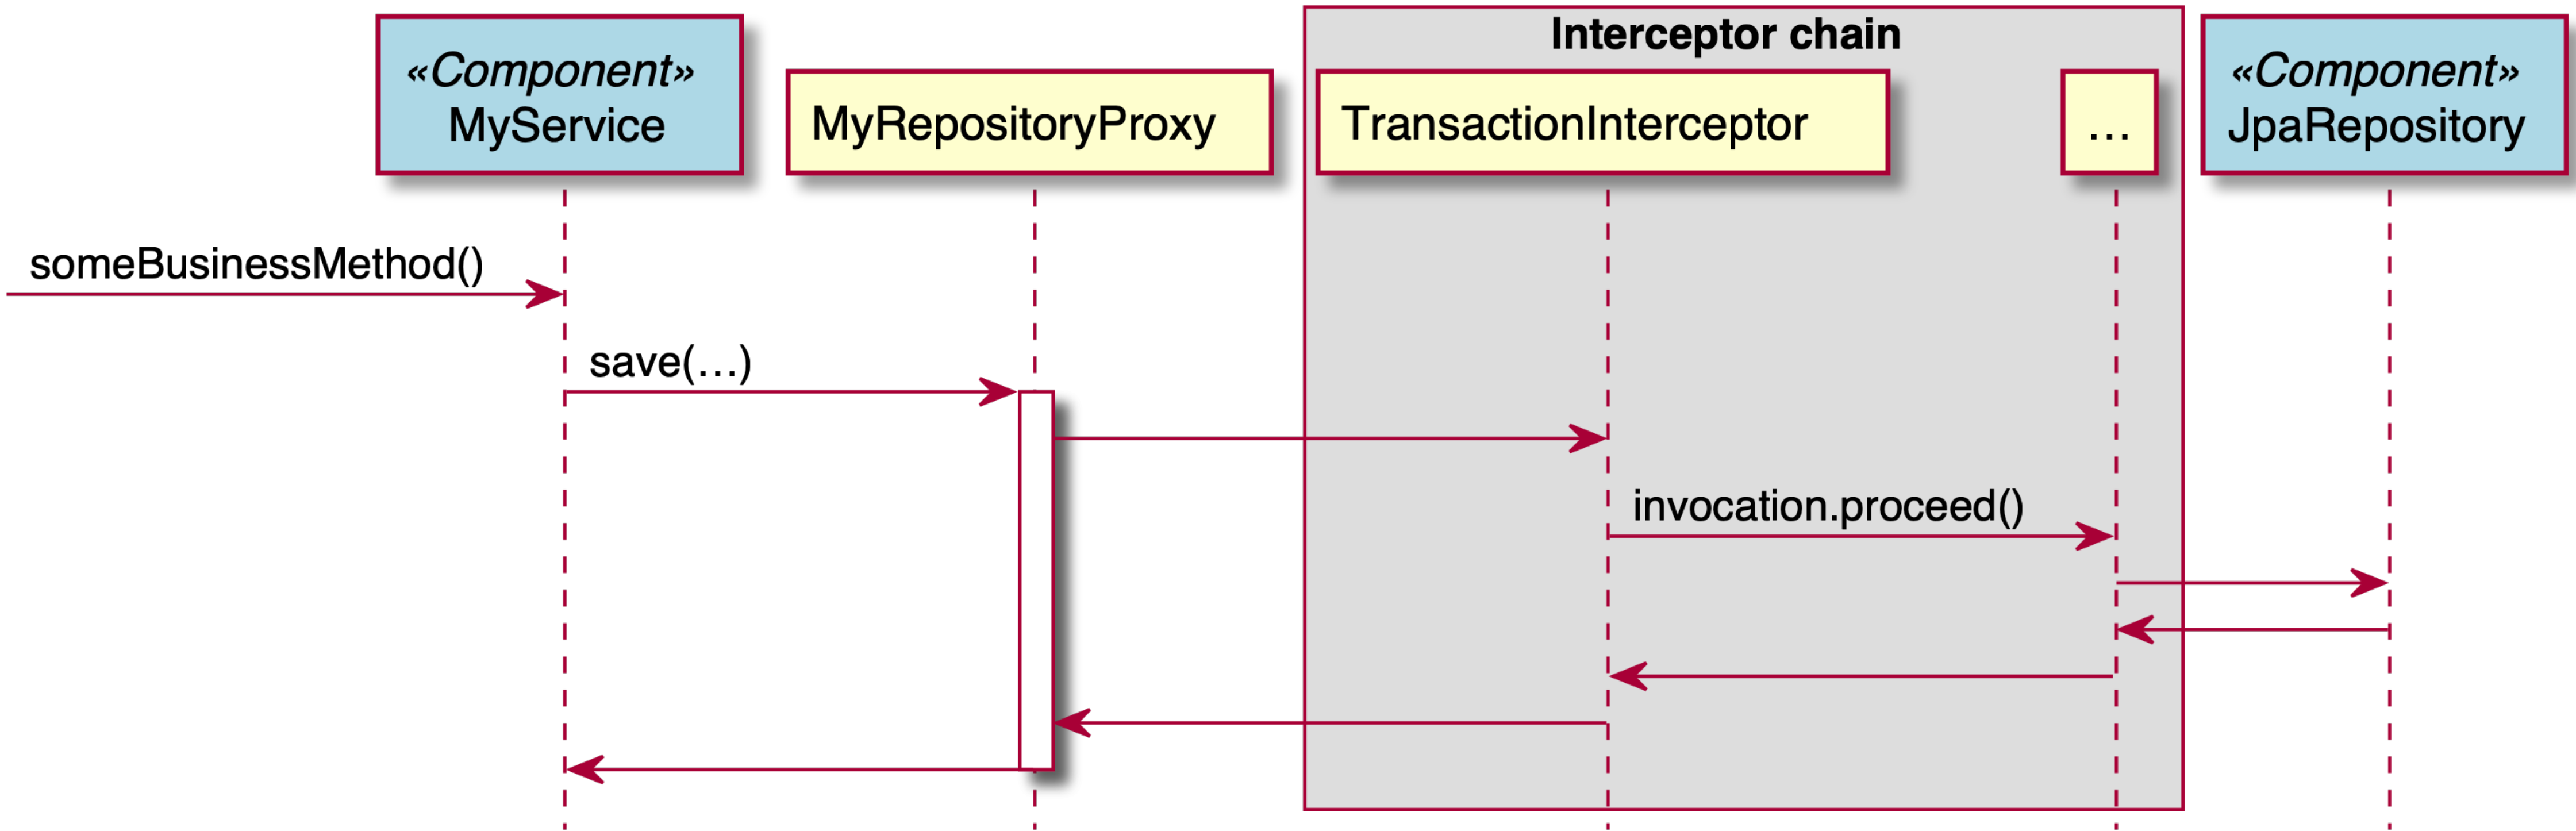 Interceptor chain
«Component»
MyService
MyRepositoryProxy
TransactionInterceptor
...
«Component»
JpaRepository
someBusinessMethod()
save(...)
invocation.proceed()